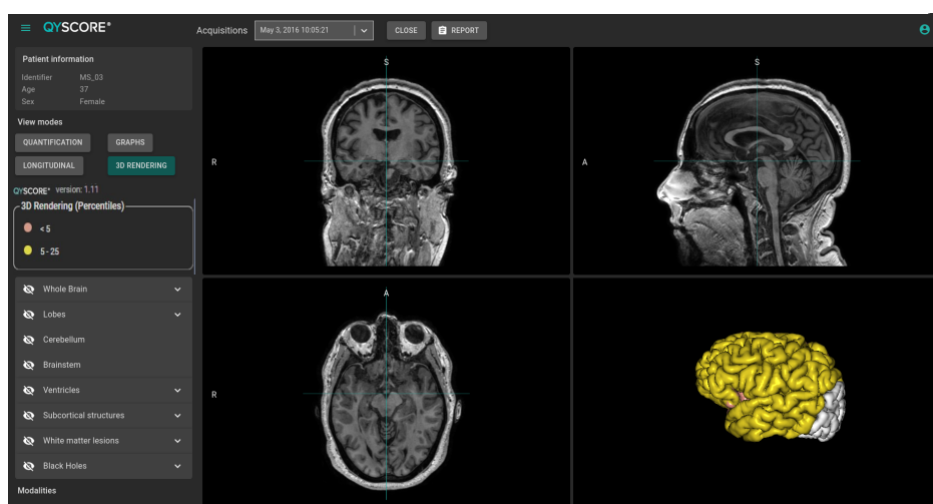 QYSCORE®
Acquisitions
May 3, 2016 10:05:21
CLOSE
REPORT
Patient information
Identifier MS_03
Age 37
Sex Female
View modes
QUANTIFICATION GRAPHS
LONGITUDINAL 3D RENDERING
QYSCORE® version: 1.11
3D Rendering (Percentiles)
< 5
5 - 25
Whole Brain
Lobes
Cerebellum
Brainstem
Ventricles
Subcortical structures
White matter lesions
Black Holes
Modalities
S
R
S
A
A
R